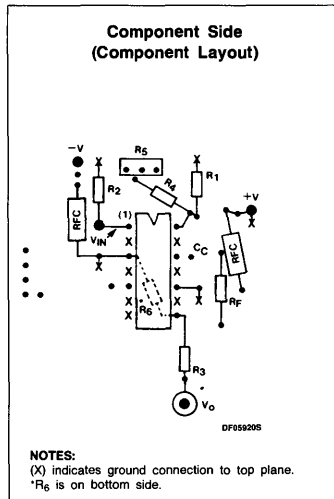 Component Side
(Component Layout)
R5
-V
X
X
R4
R1
R2
+V
(1)
RFC
VIN
X
X
X
CC
RFC
X
X
X
X
X
X
X
R6
RF
X
X
R3
Vo
DF05920S
NOTES:
(X) indicates ground connection to top plane.
*R6 is on bottom side.